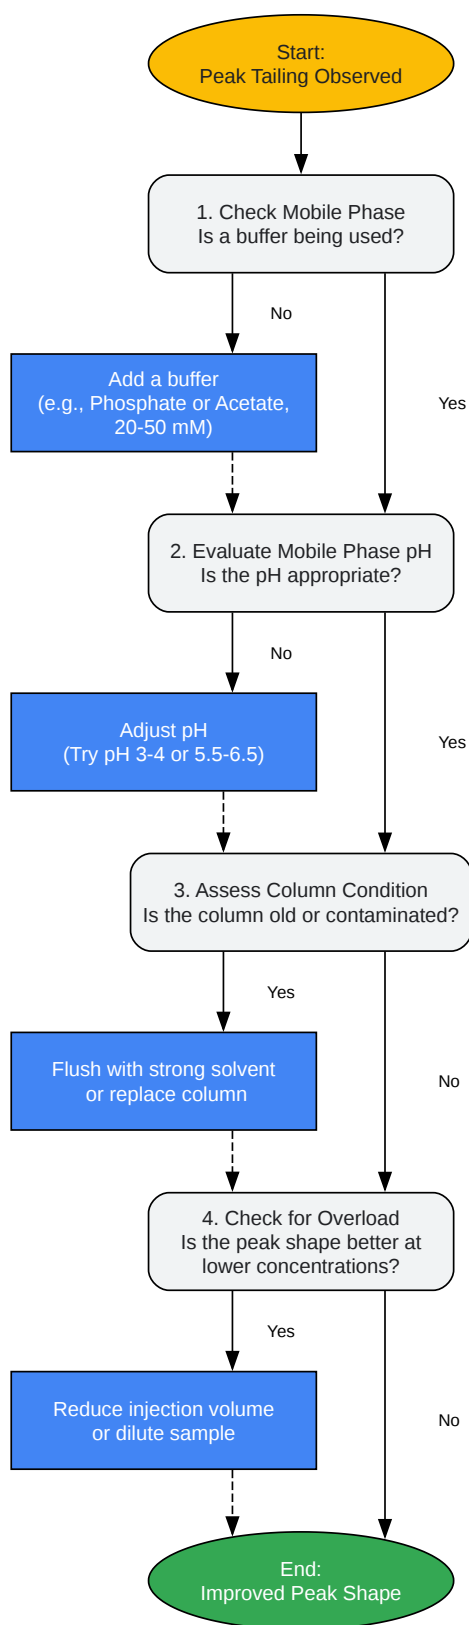 Start:
Peak Tailing Observed
1. Check Mobile Phase
Is a buffer being used?
No
Add a buffer
(e.g., Phosphate or Acetate,
20-50 mM)
Yes
2. Evaluate Mobile Phase pH
Is the pH appropriate?
No
Adjust pH
(Try pH 3-4 or 5.5-6.5)
Yes
3. Assess Column Condition
Is the column old or contaminated?
Yes
Flush with strong solvent
or replace column
No
4. Check for Overload
Is the peak shape better at
lower concentrations?
Yes
Reduce injection volume
or dilute sample
No
End:
Improved Peak Shape